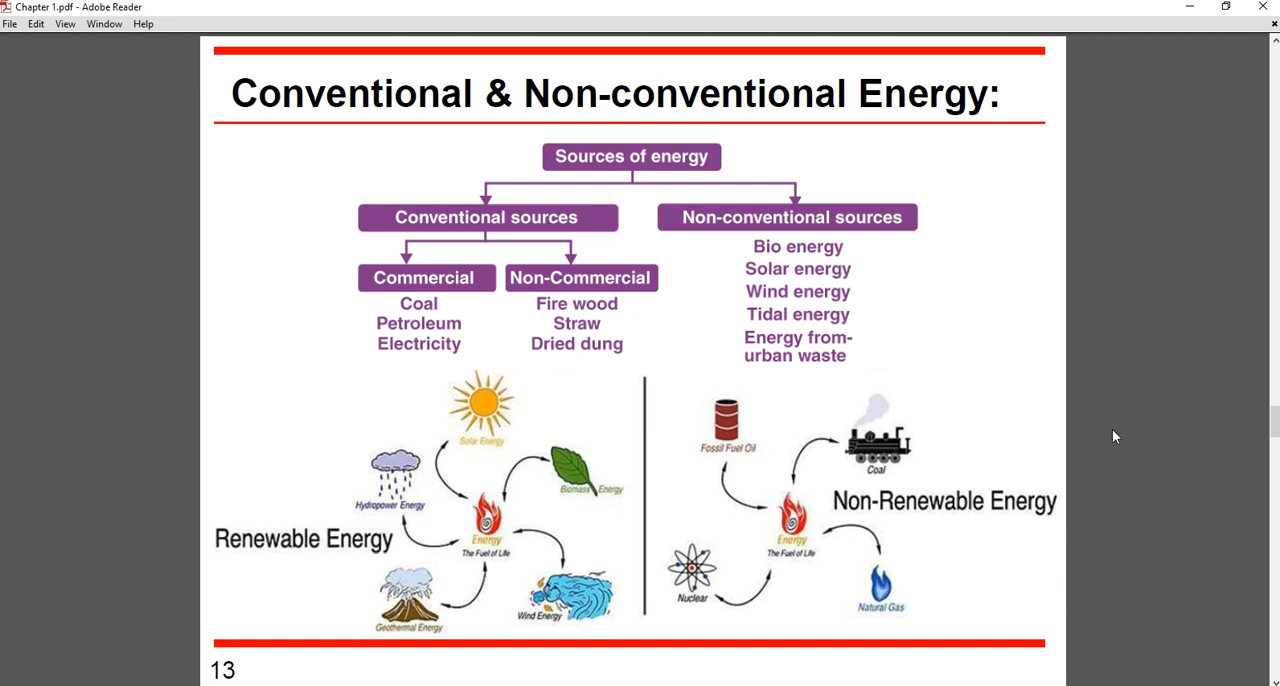 Chapter 1.pdf - Adobe Reader
File Edit View Window Help
Conventional & Non-conventional Energy:
Sources of energy
Conventional sources
Non-conventional sources
Commercial
Non-Commercial
Coal
Petroleum
Electricity
Fire wood
Straw
Dried dung
Bio energy
Solar energy
Wind energy
Tidal energy
Energy from-
urban waste
Renewable Energy
Solar Energy
Hydropower Energy
Biomass Energy
Energy
The Fuel of Life
Geothermal Energy
Wind Energy
Non-Renewable Energy
Fossil Fuel Oil
Coal
Energy
The Fuel of Life
Nuclear
Natural Gas
13